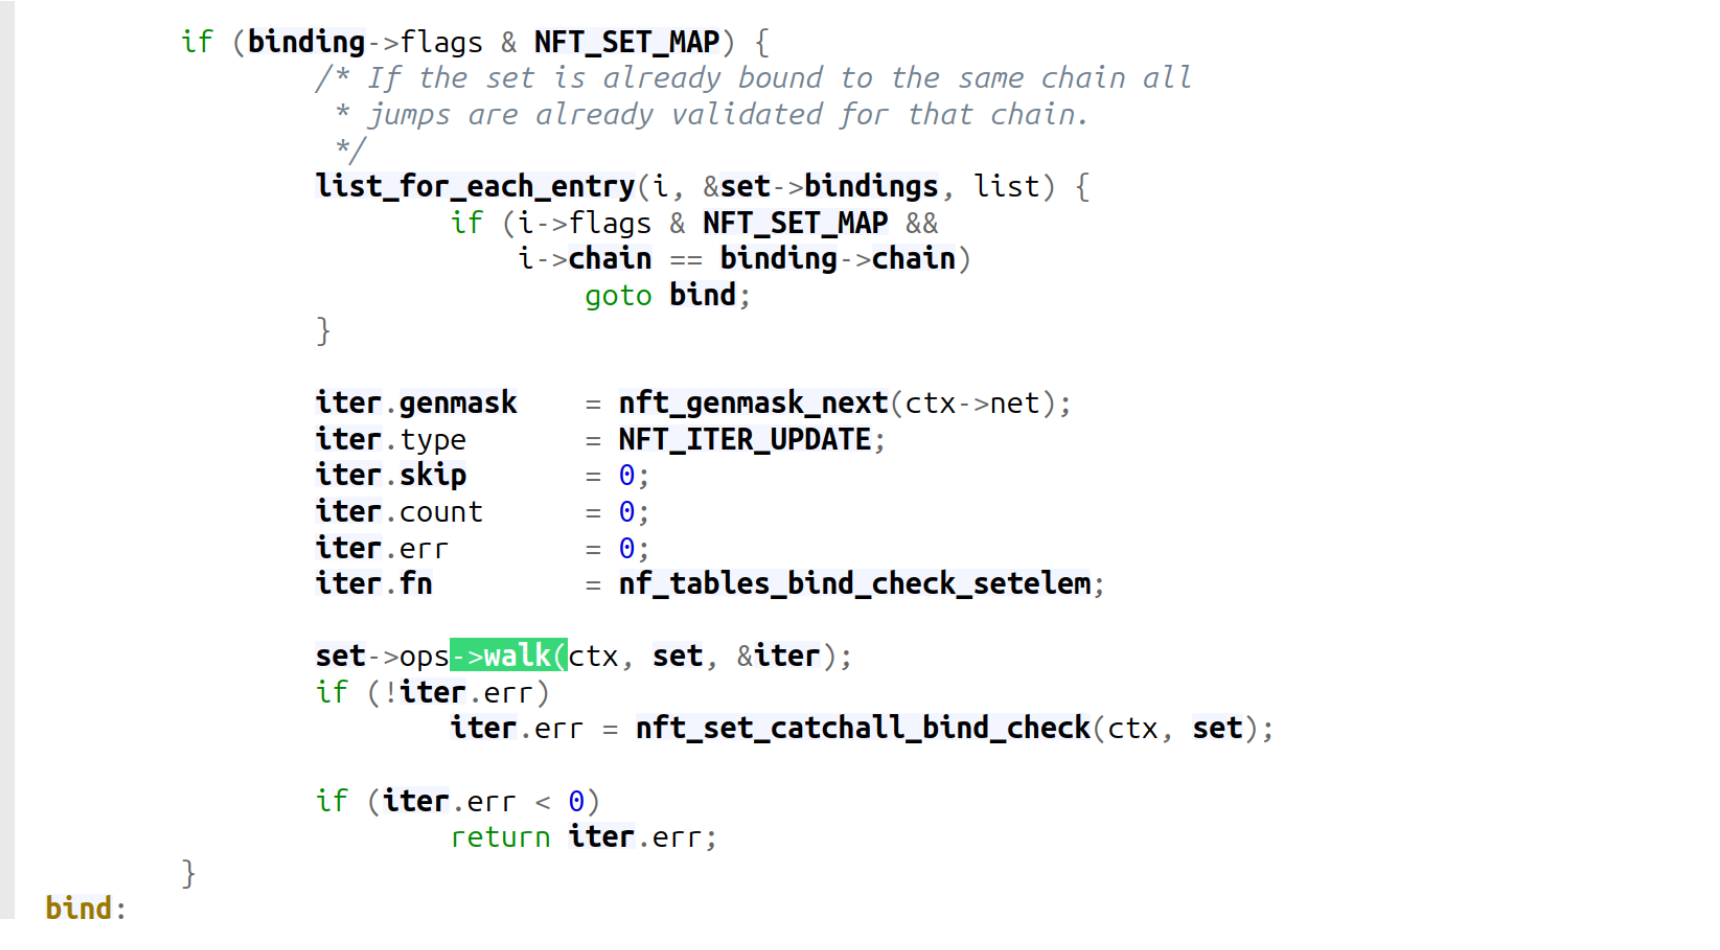 if (binding->flags & NFT_SET_MAP) {
/* If the set is already bound to the same chain all
* jumps are already validated for that chain.
*/
list_for_each_entry(i, &set->bindings, list) {
if (i->flags & NFT_SET_MAP &&
i->chain == binding->chain)
goto bind;
}
iter.genmask = nft_genmask_next(ctx->net);
iter.type = NFT_ITER_UPDATE;
iter.skip = 0;
iter.count = 0;
iter.err = 0;
iter.fn = nf_tables_bind_check_setelem;
set->ops->walk(ctx, set, &iter);
if (!iter.err)
iter.err = nft_set_catchall_bind_check(ctx, set);
if (iter.err < 0)
return iter.err;
}
bind: